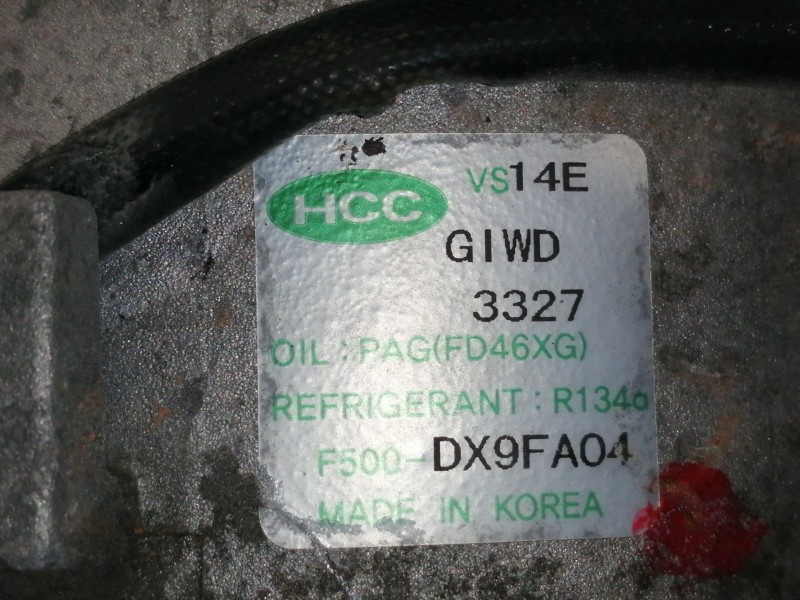 HCC VS14E
GIWD
3327
OIL : PAG(FD46XG)
REFRIGERANT : R134a
F500-DX9FA04
MADE IN KOREA